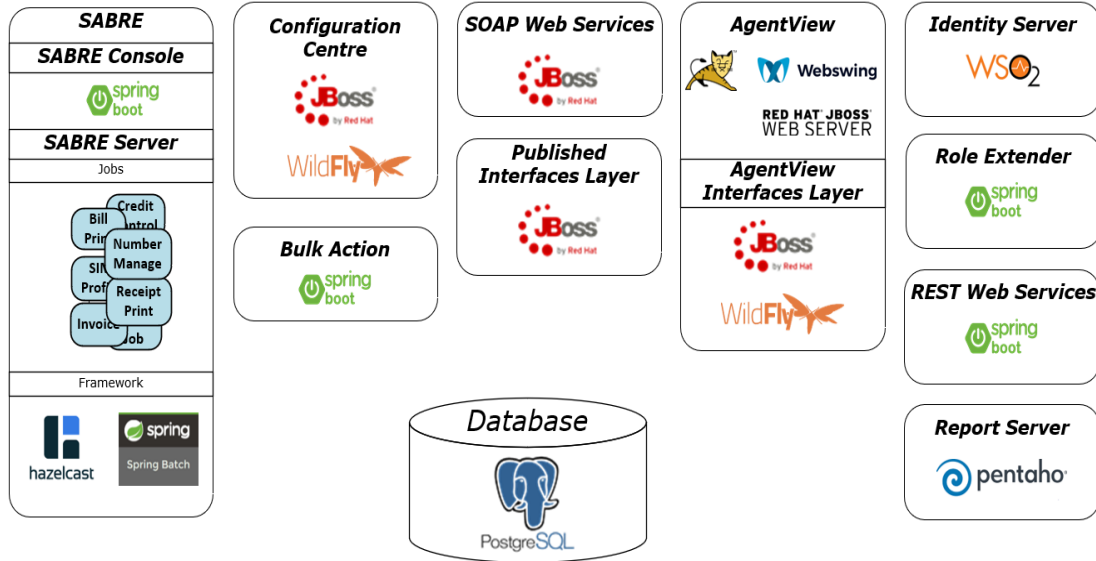 SABRE
SABRE Console
spring
boot
SABRE Server
Jobs
Credit
Bill
Number
Manage
Receipt
Print
Invoice
Job
Framework
hazelcast
spring
Spring Batch
Configuration
Centre
JBoss
by Red Hat
WildFly
Bulk Action
spring
boot
SOAP Web Services
JBoss
by Red Hat
Published
Interfaces Layer
JBoss
by Red Hat
AgentView
Webswing
RED HAT® JBOSS®
WEB SERVER
AgentView
Interfaces Layer
JBoss
by Red Hat
WildFly
Identity Server
WSO2
Role Extender
spring
boot
REST Web Services
spring
boot
Report Server
pentaho
Database
PostgreSQL